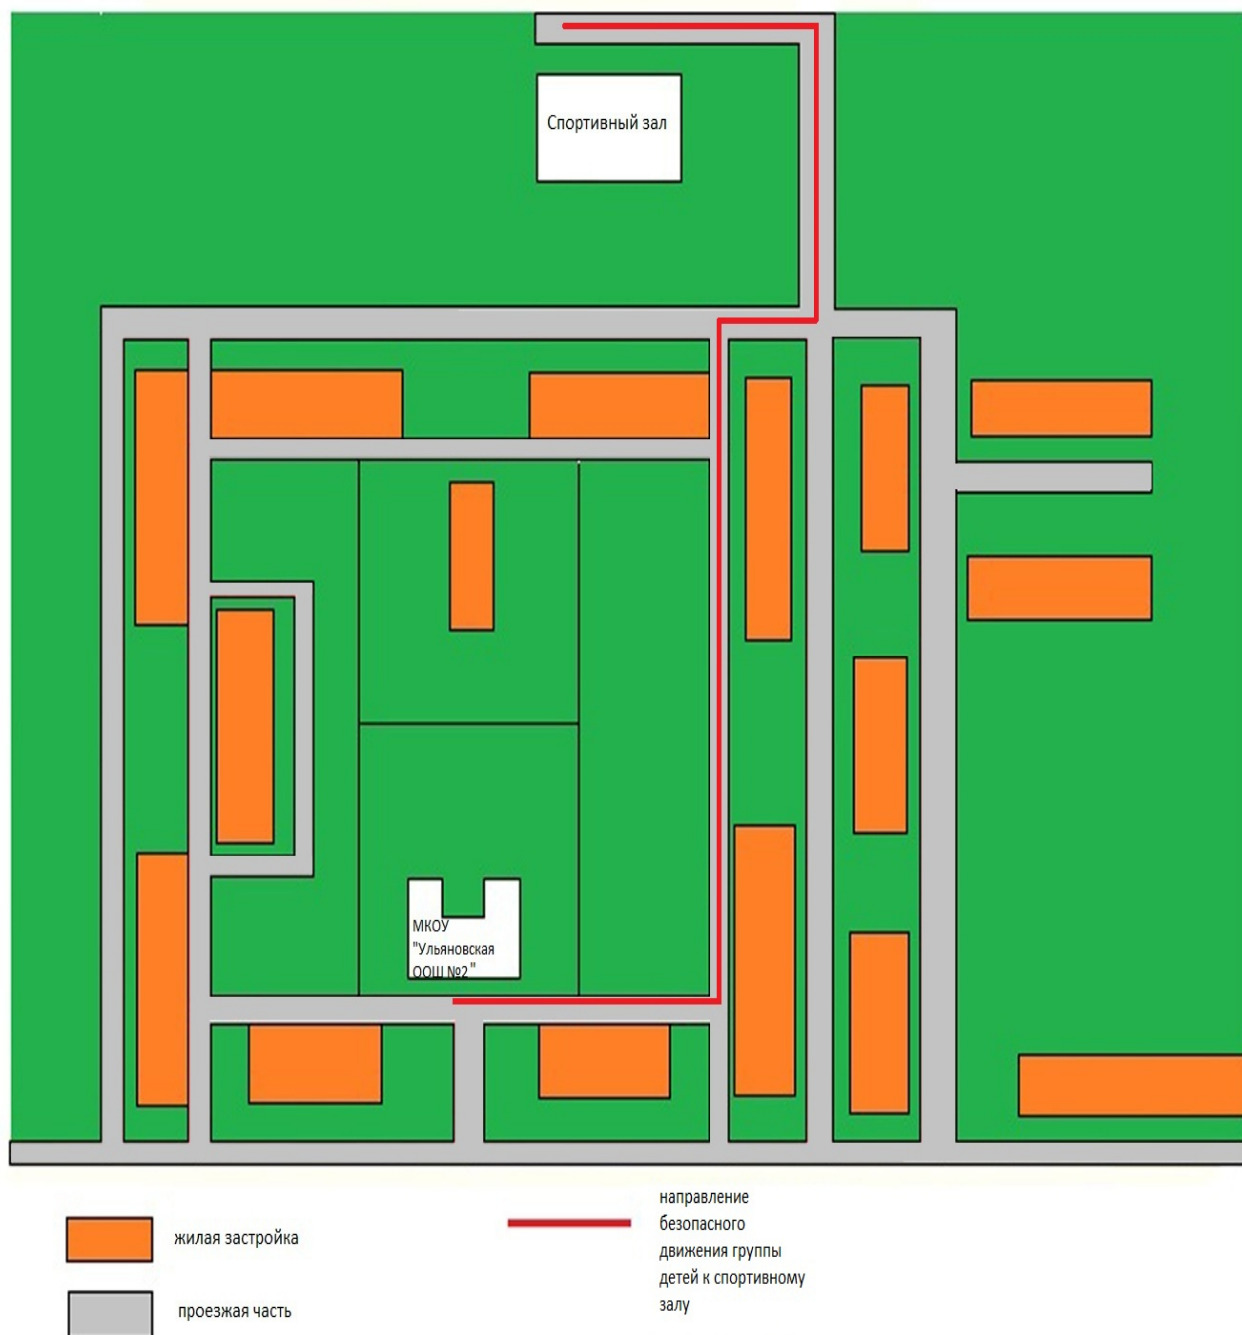 Спортивный зал
МКОУ
"Ульяновская
ООШ №2"
жилая застройка
проезжая часть
направление
безопасного
движения группы
детей к спортивному
залу